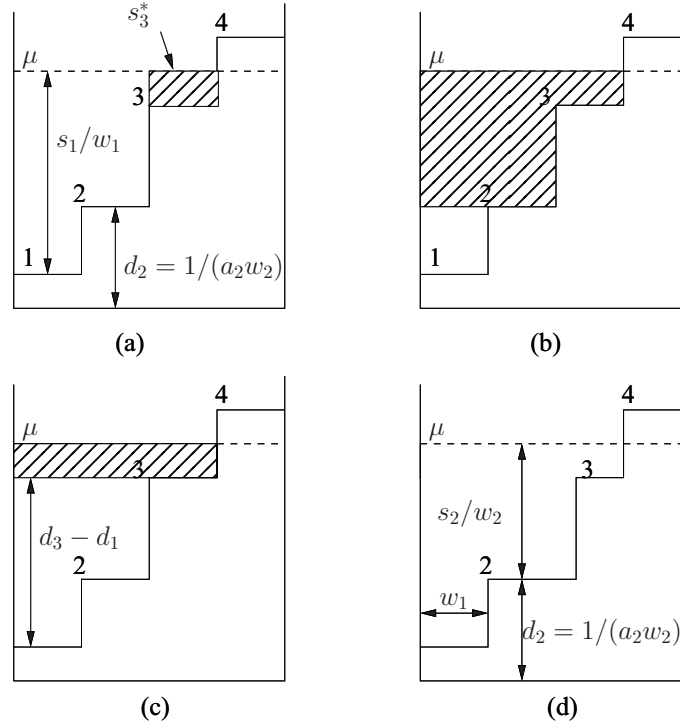 s_3^*
4
4
μ
μ
3
3
s_1/w_1
2
2
1
d_2 = 1/(a_2w_2)
1
(a)
(b)
4
4
μ
μ
3
3
s_2/w_2
d_3 − d_1
2
2
w_1
d_2 = 1/(a_2w_2)
(c)
(d)